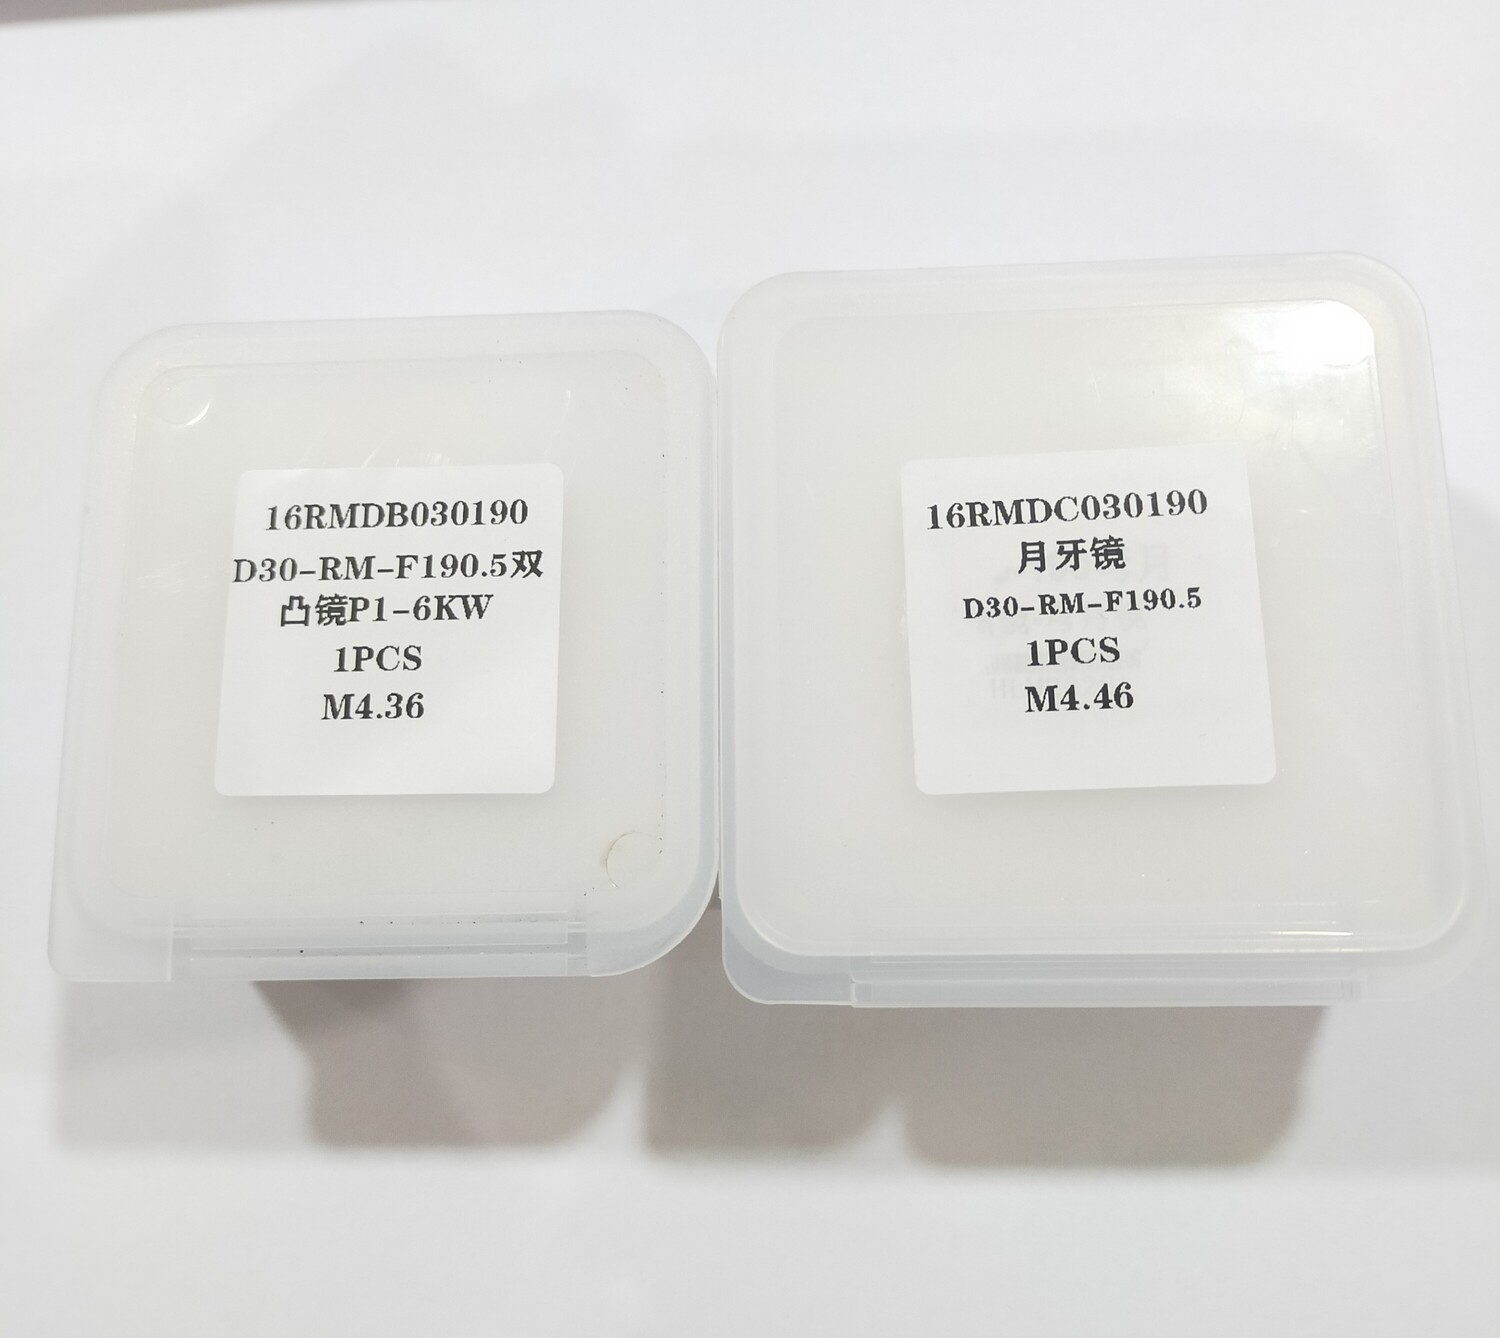 16RMDB030190
D30-RM-F190.5双
凸镜P1-6KW
1PCS
M4.36
16RMDC030190
月牙镜
D30-RM-F190.5
1PCS
M4.46